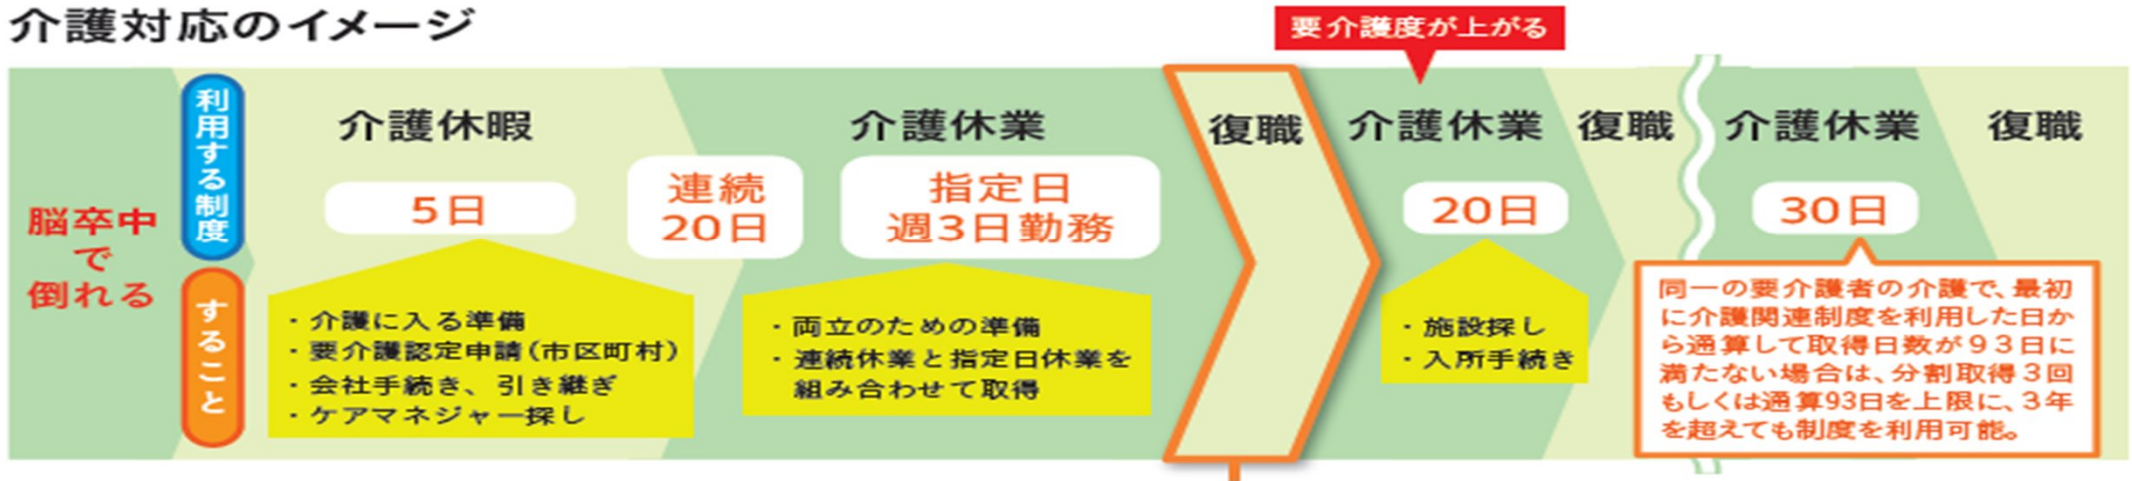 介護対応のイメージ
要介護度が上がる
脳卒中
で
倒れる
利用する制度
すること
介護休暇
5日
・介護に入る準備
・要介護認定申請(市区町村)
・会社手続き、引き継ぎ
・ケアマネジャー探し
介護休業
連続
20日
指定日
週3日勤務
・両立のための準備
・連続休業と指定日休業を
組み合わせて取得
復職
介護休業
20日
・施設探し
・入所手続き
復職
介護休業
30日
復職
同一の要介護者の介護で、最初
に介護関連制度を利用した日か
ら通算して取得日数が93日に
満たない場合は、分割取得3回
もしくは通算93日を上限に、3年
を超えても制度を利用可能。